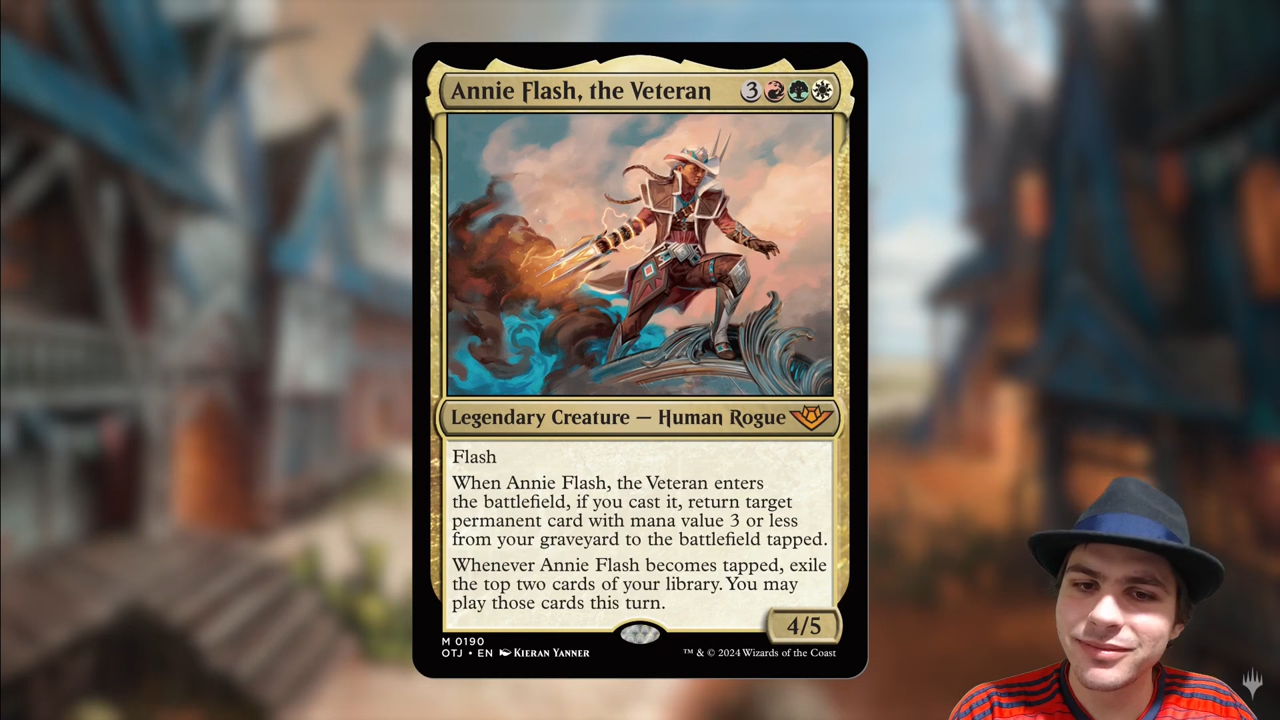 Annie Flash, the Veteran 3
Legendary Creature — Human Rogue
Flash
When Annie Flash, the Veteran enters
the battlefield, if you cast it, return target
permanent card with mana value 3 or less
from your graveyard to the battlefield tapped.
Whenever Annie Flash becomes tapped, exile
the top two cards of your library. You may
play those cards this turn.
4/5
M 0190
OTJ • EN KIERAN YANNER
™ & © 2024 Wizards of the Coast